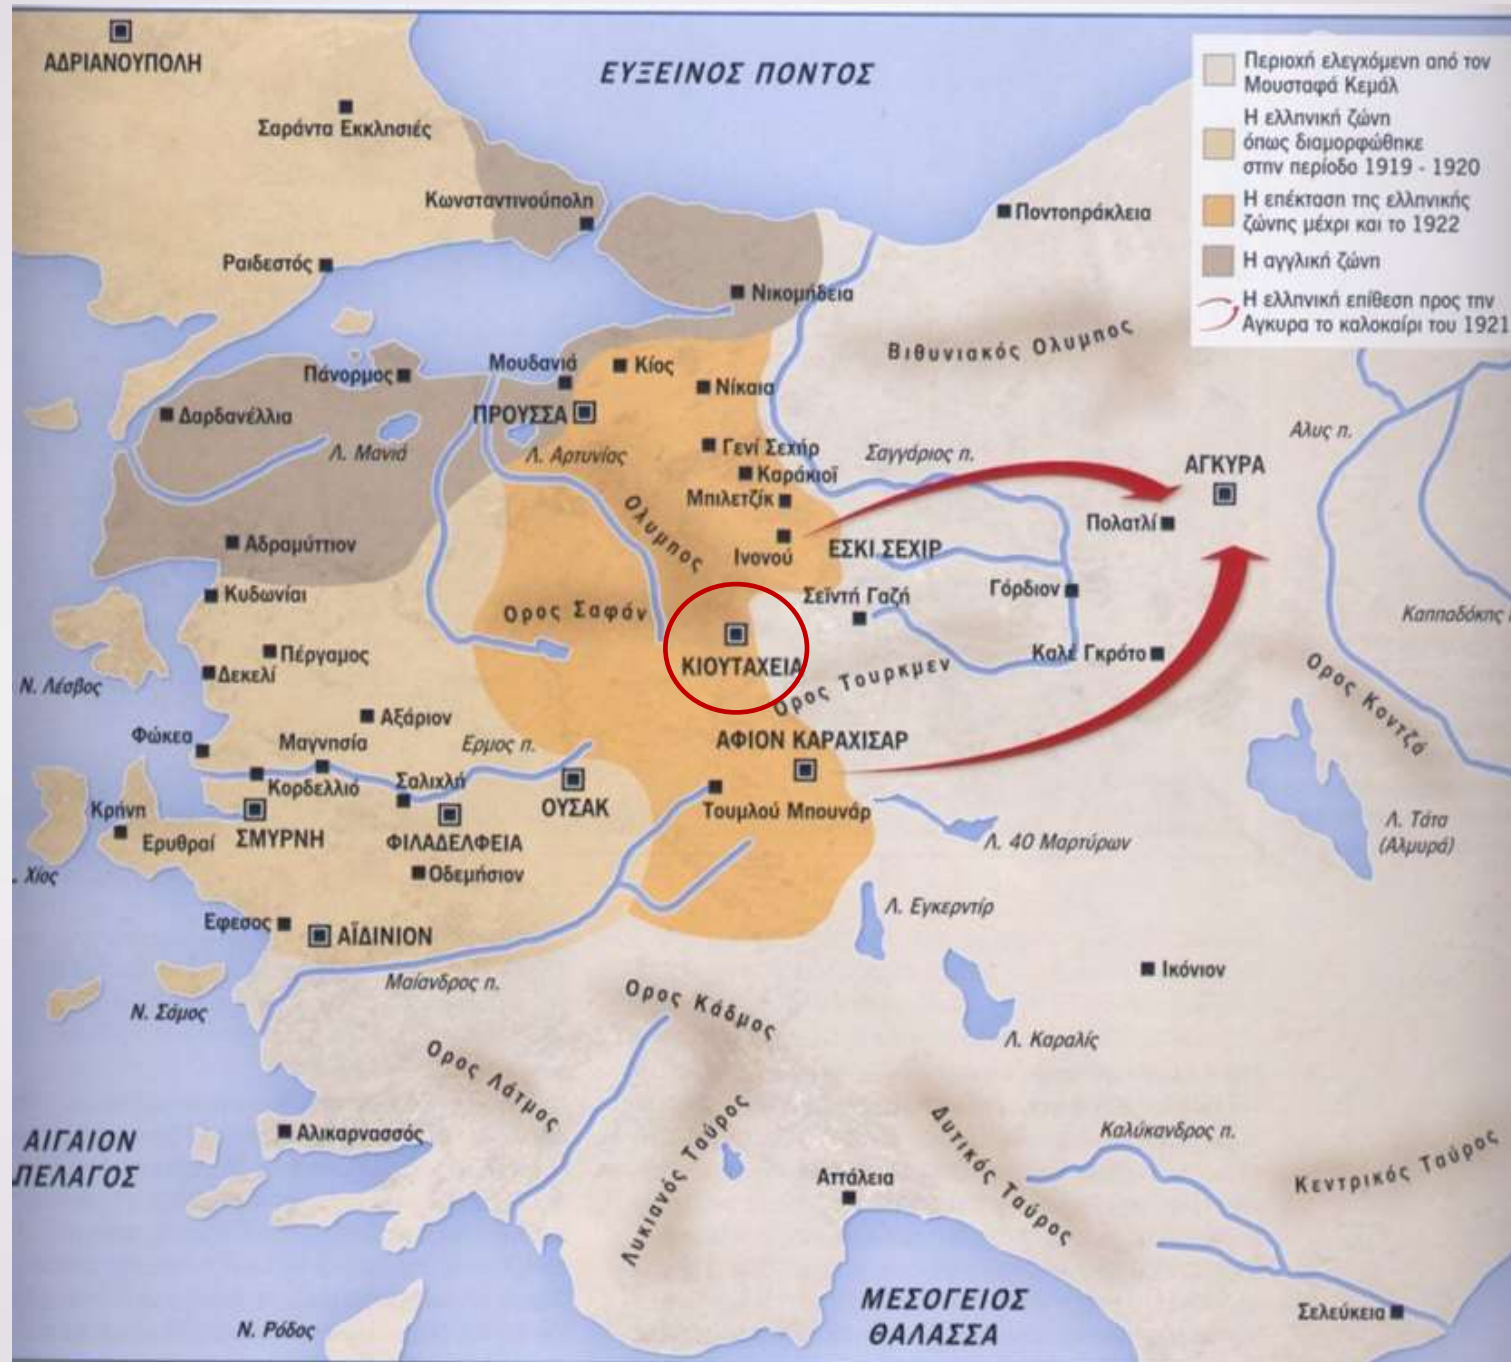 ΑΔΡΙΑΝΟΥΠΟΛΗ
ΕΥΞΕΙΝΟΣ ΠΟΝΤΟΣ
Σαράντα Εκκλησιές
Κωνσταντινούπολη
Ραιδεστός
Περιοχή ελεγχόμενη από τον
Μουσταφά Κεμάλ
Η ελληνική ζώνη
όπως διαμορφώθηκε
στην περίοδο 1919 - 1920
Η επέκταση της ελληνικής
ζώνης μέχρι και το 1922
Η αγγλική ζώνη
Η ελληνική επίθεση προς την
Αγκυρα το καλοκαίρι του 1921
Ποντοπράκλεια
Νικομήδεια
Βιθυνιακός Ολυμπος
Μουδανιά
Κίος
Πάνορμος
Νίκαια
Δαρδανέλλια
ΠΡΟΥΣΣΑ
Λ. Μανιά
Λ. Αρτυνίας
Γενί Σεχήρ
Καράκιοϊ
Μπιλετζίκ
Σαγγάριος π.
Αλυς π.
ΑΓΚΥΡΑ
Πολατλί
Ολυμπος
Ινονού
ΕΣΚΙ ΣΕΧΙΡ
Αδραμύττιον
Κυδωνίαι
Ορος Σαφάν
Σεϊντή Γαζή
Γόρδιον
Καππαδόκης
Πέργαμος
Δεκελί
Ν. Λέσβος
ΚΙΟΥΤΑΧΕΙΑ
Ορος Τουρκμεν
Καλέ Γκρότο
Ορος Κοντζά
Αξάριον
Φώκεα
Μαγνησία
Ερμος π.
ΑΦΙΟΝ ΚΑΡΑΧΙΣΑΡ
Κορδελλιό
Σαλιχλή
ΟΥΣΑΚ
Τουμλού Μπουνάρ
Κρήνη
Ερυθραί
ΣΜΥΡΝΗ
ΦΙΛΑΔΕΛΦΕΙΑ
Λ. 40 Μαρτύρων
Λ. Τάτα
(Αλμυρά)
. Χίος
Οδεμήσιον
Λ. Εγκερντίρ
Εφεσος
ΑΪΔΙΝΙΟΝ
Ικόνιον
Μαίανδρος π.
Ν. Σάμος
Ορος Κάδμος
Λ. Καραλίς
Ορος Λάτμος
Λυκιανός Ταύρος
Δυτικός Ταύρος
ΑΙΓΑΙΟΝ
ΠΕΛΑΓΟΣ
Αλικαρνασσός
Καλύκανδρος π.
Κεντρικός Ταύρος
Αττάλεια
ΜΕΣΟΓΕΙΟΣ
ΘΑΛΑΣΣΑ
Σελεύκεια
Ν. Ρόδος